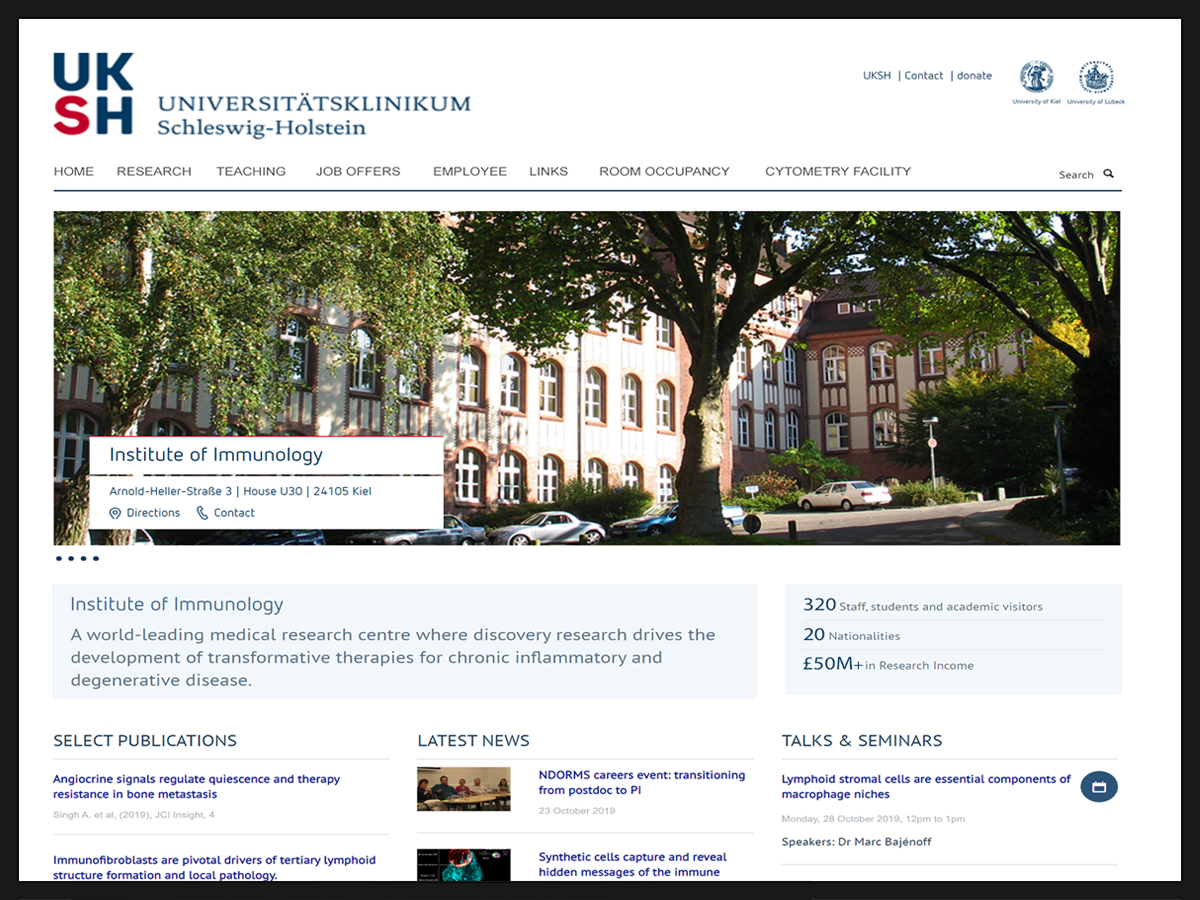 UK
SH
UNIVERSITÄTSKLINIKUM
Schleswig-Holstein
UKSH | Contact | donate
University of Kiel University of Lübeck
HOME RESEARCH TEACHING JOB OFFERS EMPLOYEE LINKS ROOM OCCUPANCY CYTOMETRY FACILITY
Search
Institute of Immunology
Arnold-Heller-Straße 3 | House U30 | 24105 Kiel
Directions Contact
Institute of Immunology
A world-leading medical research centre where discovery research drives the
development of transformative therapies for chronic inflammatory and
degenerative disease.
320 Staff, students and academic visitors
20 Nationalities
£50M+ in Research Income
SELECT PUBLICATIONS
Angiocrine signals regulate quiescence and therapy
resistance in bone metastasis
Singh A. et al, (2019), JCI Insight, 4
Immunofibroblasts are pivotal drivers of tertiary lymphoid
structure formation and local pathology.
LATEST NEWS
NDORMS careers event: transitioning
from postdoc to PI
23 October 2019
Synthetic cells capture and reveal
hidden messages of the immune
TALKS & SEMINARS
Lymphoid stromal cells are essential components of
macrophage niches
Monday, 28 October 2019, 12pm to 1pm
Speakers: Dr Marc Bajénoff